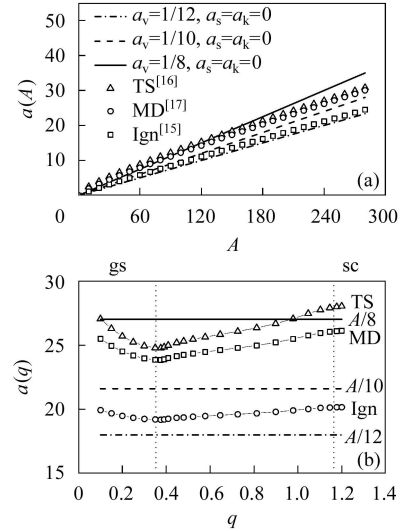 50
40
30
20
10
0
60
120
180
240
300
a(A)
A
a_v=1/12, a_s=a_k=0
a_v=1/10, a_s=a_k=0
a_v=1/8, a_s=a_k=0
TS[16]
MD[17]
Ign[15]
(a)
gs
sc
30
25
20
15
a(q)
TS
A/8
MD
A/10
Ign
A/12
(b)
0
0.2
0.4
0.6
0.8
1.0
1.2
1.4
q